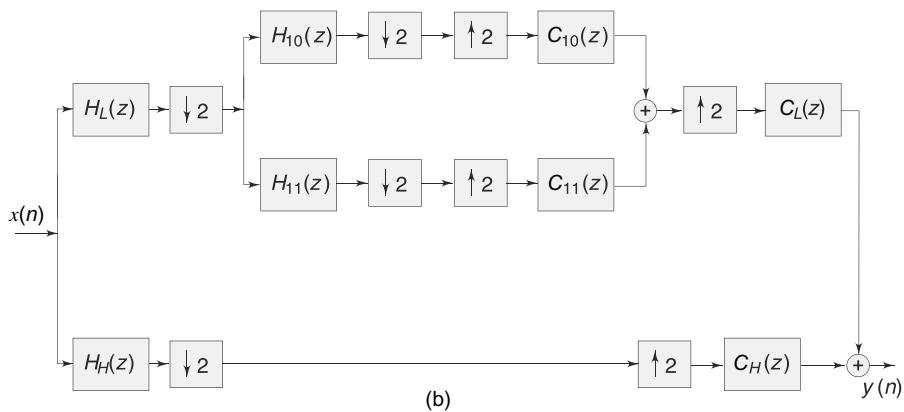 H10(z) ↓2 ↑2 C10(z)
HL(z) ↓2 + ↑2 CL(z)
H11(z) ↓2 ↑2 C11(z)
x(n)
HH(z) ↓2 ↑2 CH(z) +
y(n)
(b)